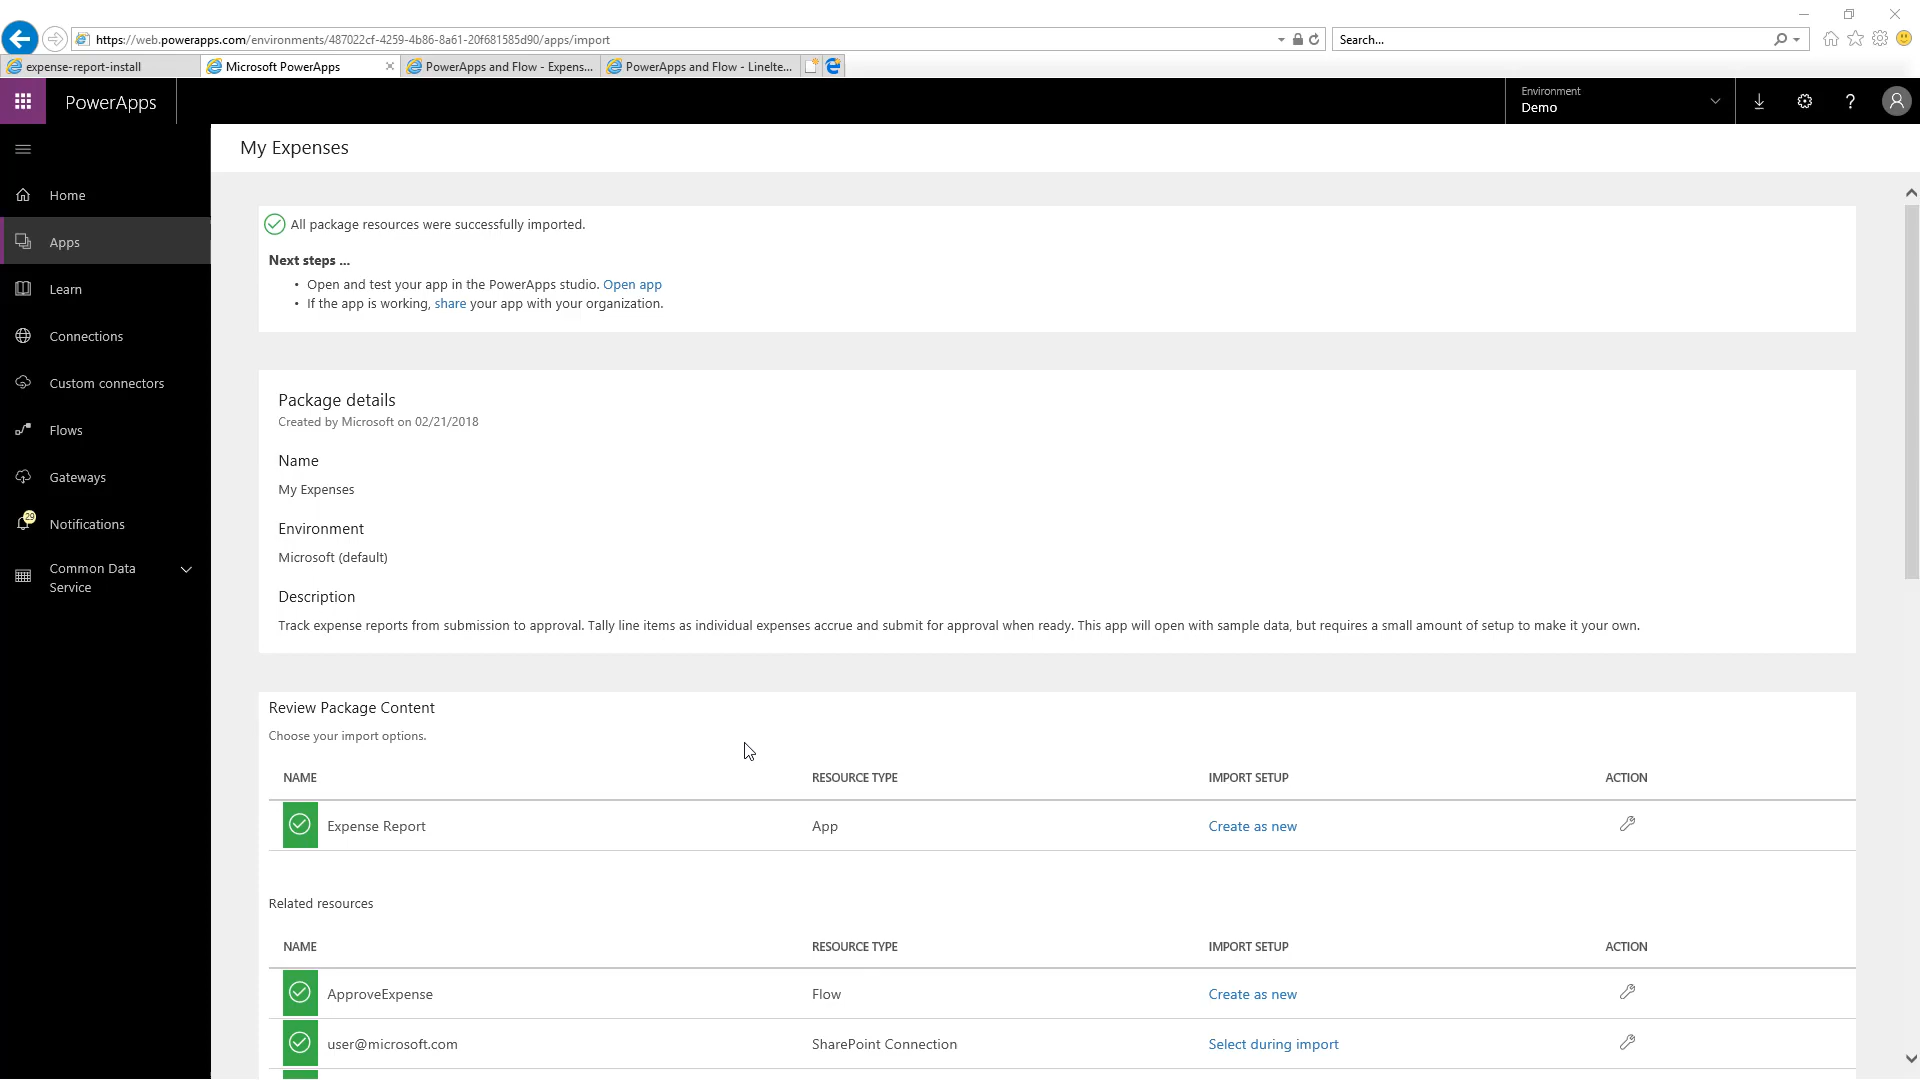 https://web.powerapps.com/environments/487022cf-4259-4b86-8a61-20f681585d90/apps/import
Search...
expense-report-install
Microsoft PowerApps
PowerApps and Flow - Expens...
PowerApps and Flow - LineIte...
PowerApps
Environment
Demo
?
My Expenses
Home
Apps
Learn
Connections
Custom connectors
Flows
Gateways
29
Notifications
Common Data
Service
All package resources were successfully imported.
Next steps ...
• Open and test your app in the PowerApps studio. Open app
• If the app is working, share your app with your organization.
Package details
Created by Microsoft on 02/21/2018
Name
My Expenses
Environment
Microsoft (default)
Description
Track expense reports from submission to approval. Tally line items as individual expenses accrue and submit for approval when ready. This app will open with sample data, but requires a small amount of setup to make it your own.
Review Package Content
Choose your import options.
NAME RESOURCE TYPE IMPORT SETUP ACTION
Expense Report App Create as new
Related resources
NAME RESOURCE TYPE IMPORT SETUP ACTION
ApproveExpense Flow Create as new
user@microsoft.com SharePoint Connection Select during import